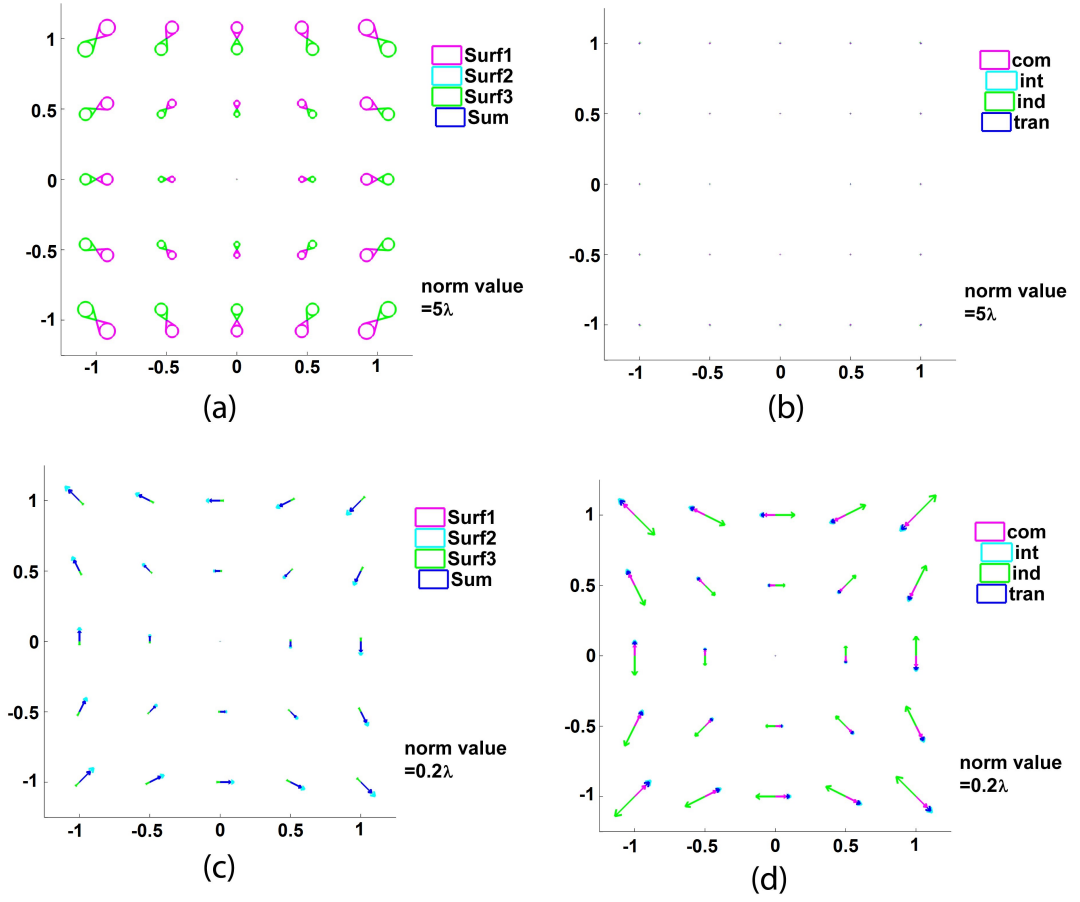 1
0.5
0
-0.5
-1
-1
-0.5
0
0.5
1
Surf1
Surf2
Surf3
Sum
norm value
=5λ
(a)
1
0.5
0
-0.5
-1
-1
-0.5
0
0.5
1
com
int
ind
tran
norm value
=5λ
(b)
1
0.5
0
-0.5
-1
-1
-0.5
0
0.5
1
Surf1
Surf2
Surf3
Sum
norm value
=0.2λ
(c)
1
0.5
0
-0.5
-1
-1
-0.5
0
0.5
1
com
int
ind
tran
norm value
=0.2λ
(d)